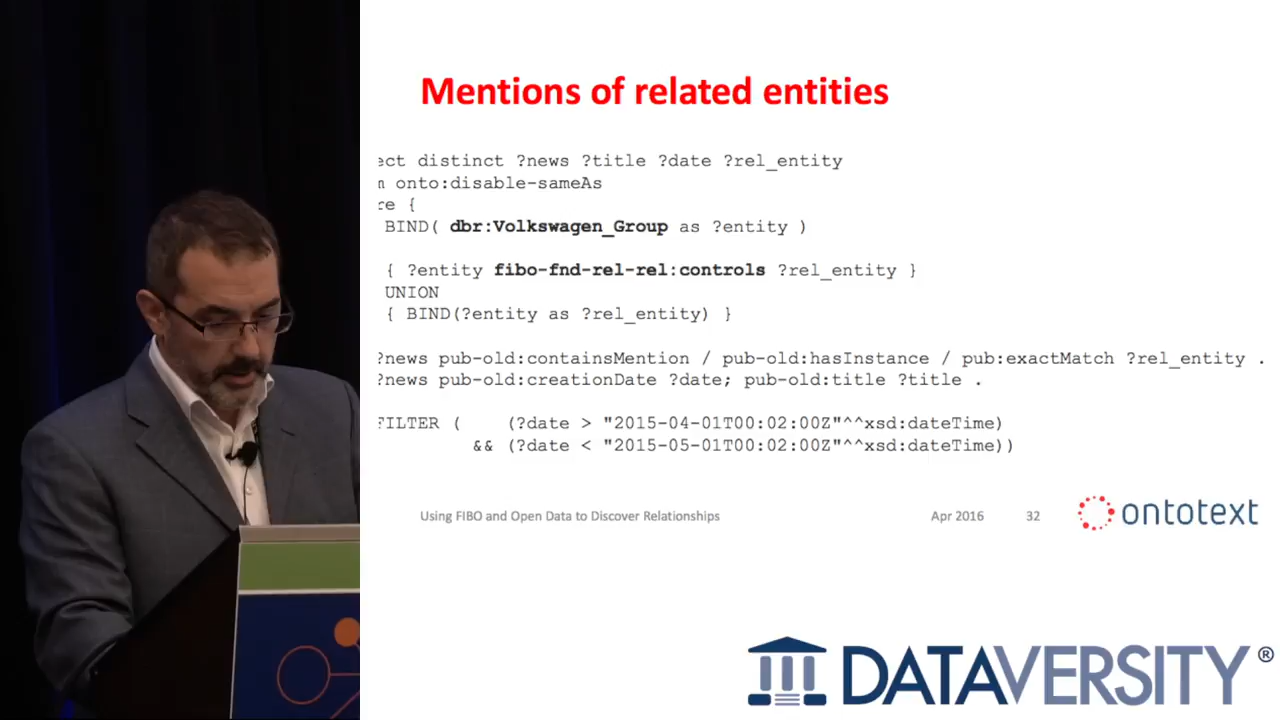 Mentions of related entities
ect distinct ?news ?title ?date ?rel_entity
m onto:disable-sameAs
re {
BIND( dbr:Volkswagen_Group as ?entity )
{ ?entity fibo-fnd-rel-rel:controls ?rel_entity }
UNION
{ BIND(?entity as ?rel_entity) }
?news pub-old:containsMention / pub-old:hasInstance / pub:exactMatch ?rel_entity .
?news pub-old:creationDate ?date; pub-old:title ?title .
FILTER ( (?date > "2015-04-01T00:02:00Z"^^xsd:dateTime)
&& (?date < "2015-05-01T00:02:00Z"^^xsd:dateTime))
Using FIBO and Open Data to Discover Relationships Apr 2016 32 ontotext
DATAVERSITY®